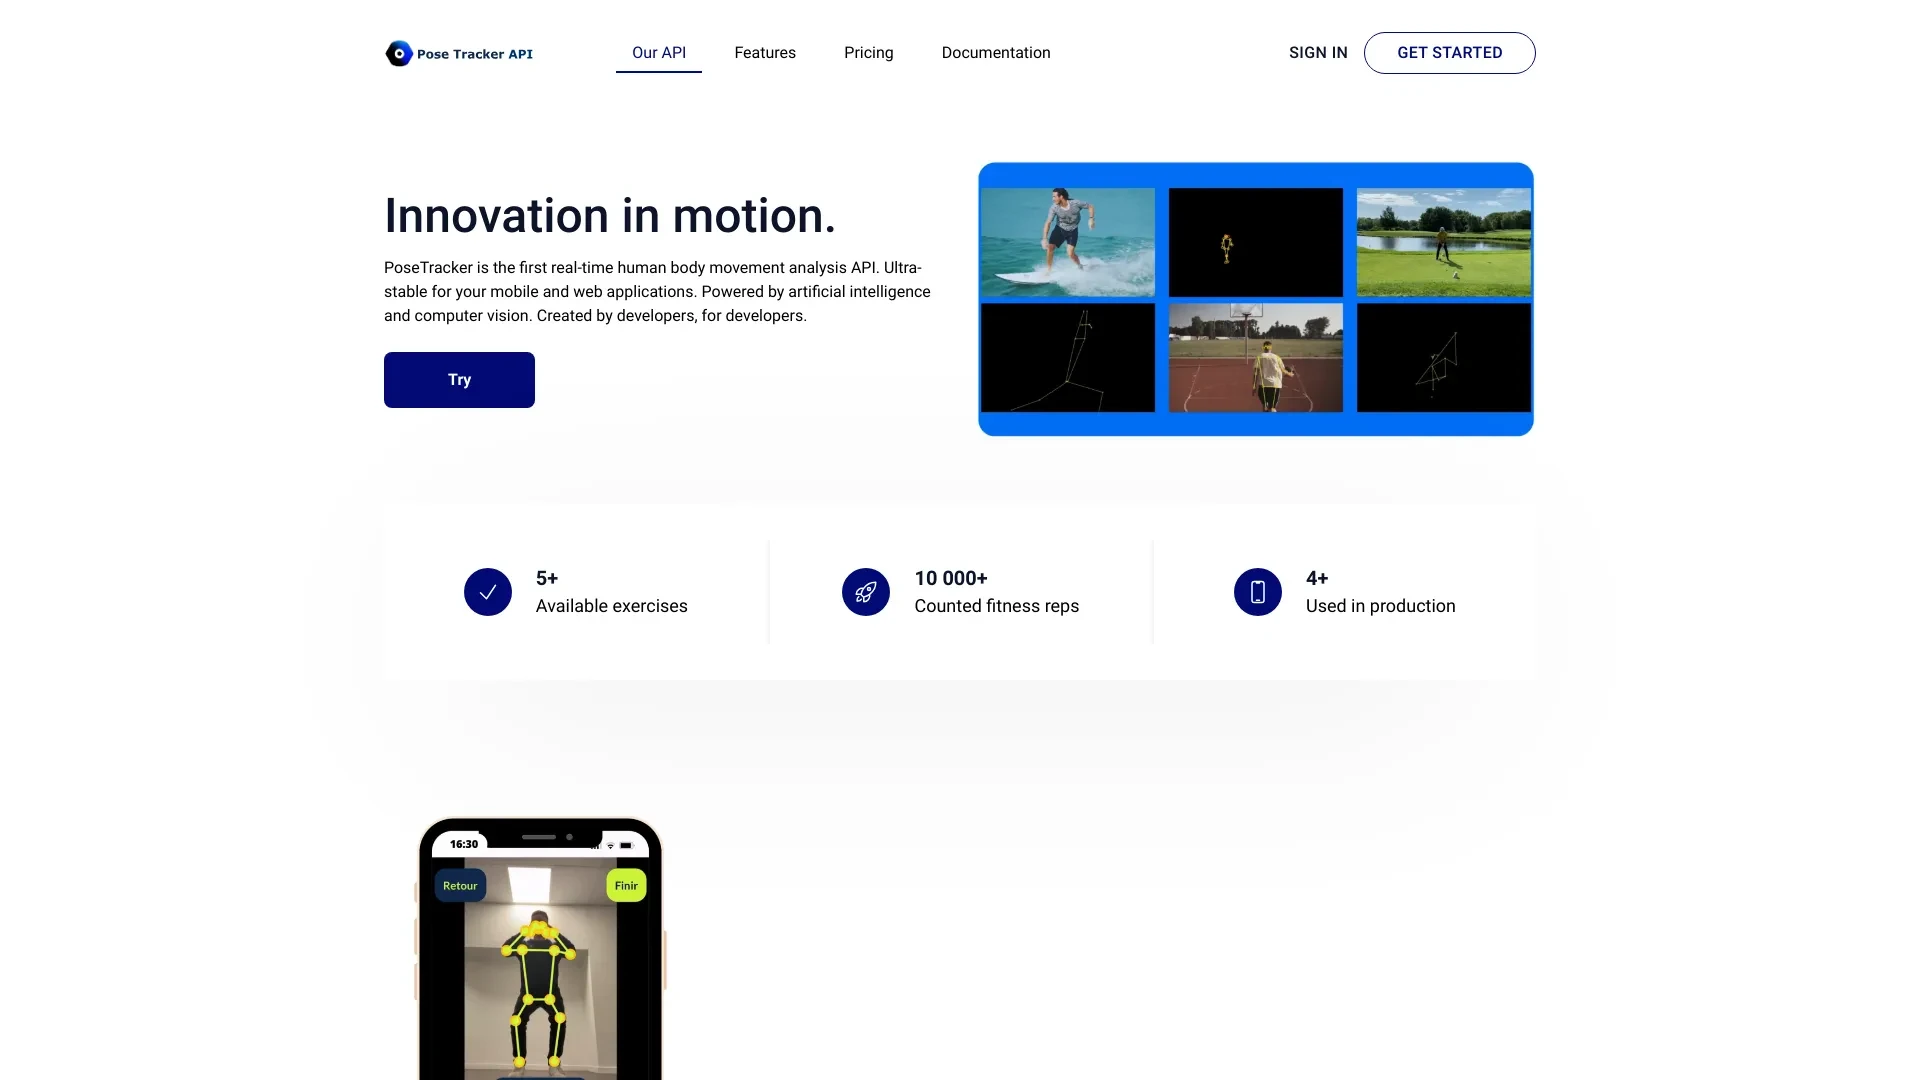 Pose Tracker API
Our API
Features
Pricing
Documentation
SIGN IN
GET STARTED
Innovation in motion.
PoseTracker is the first real-time human body movement analysis API. Ultra-
stable for your mobile and web applications. Powered by artificial intelligence
and computer vision. Created by developers, for developers.
Try
5+
Available exercises
10 000+
Counted fitness reps
4+
Used in production
16:30
Retour
Finir